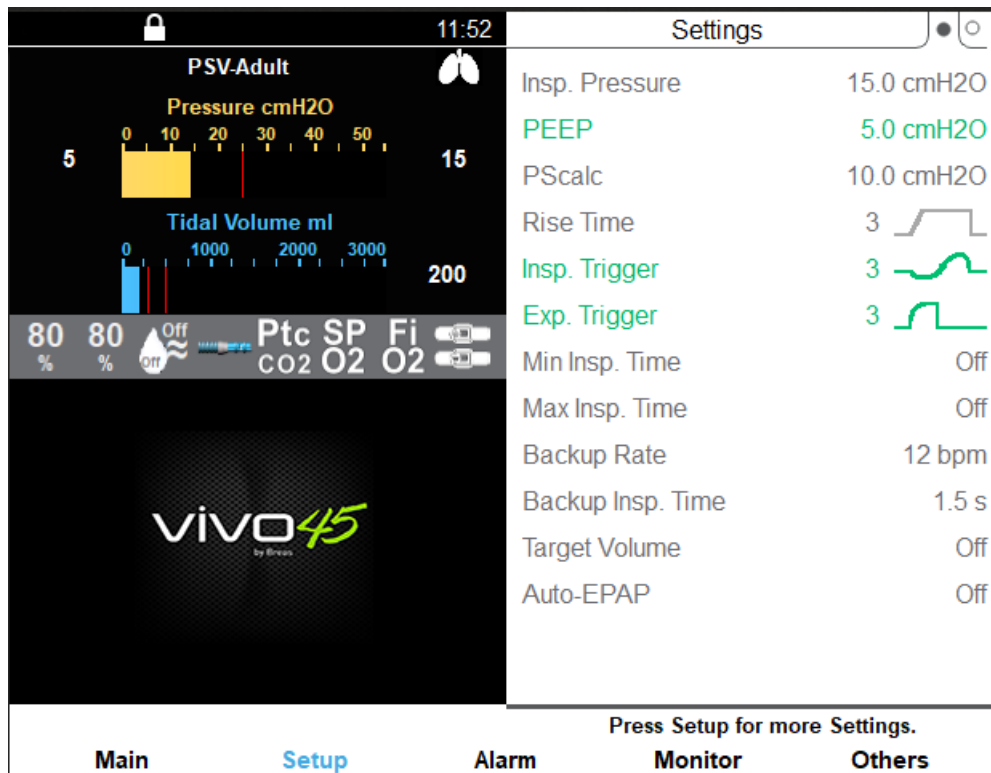 11:52
PSV-Adult
Pressure cmH2O
0 10 20 30 40 50
5 15
Tidal Volume ml
0 1000 2000 3000
200
80 % 80 % Off Off Ptc CO2 SP O2 Fi O2
vivo45
by Breas
Settings
Insp. Pressure 15.0 cmH2O
PEEP 5.0 cmH2O
PScalc 10.0 cmH2O
Rise Time 3
Insp. Trigger 3
Exp. Trigger 3
Min Insp. Time Off
Max Insp. Time Off
Backup Rate 12 bpm
Backup Insp. Time 1.5 s
Target Volume Off
Auto-EPAP Off
Press Setup for more Settings.
Main Setup Alarm Monitor Others